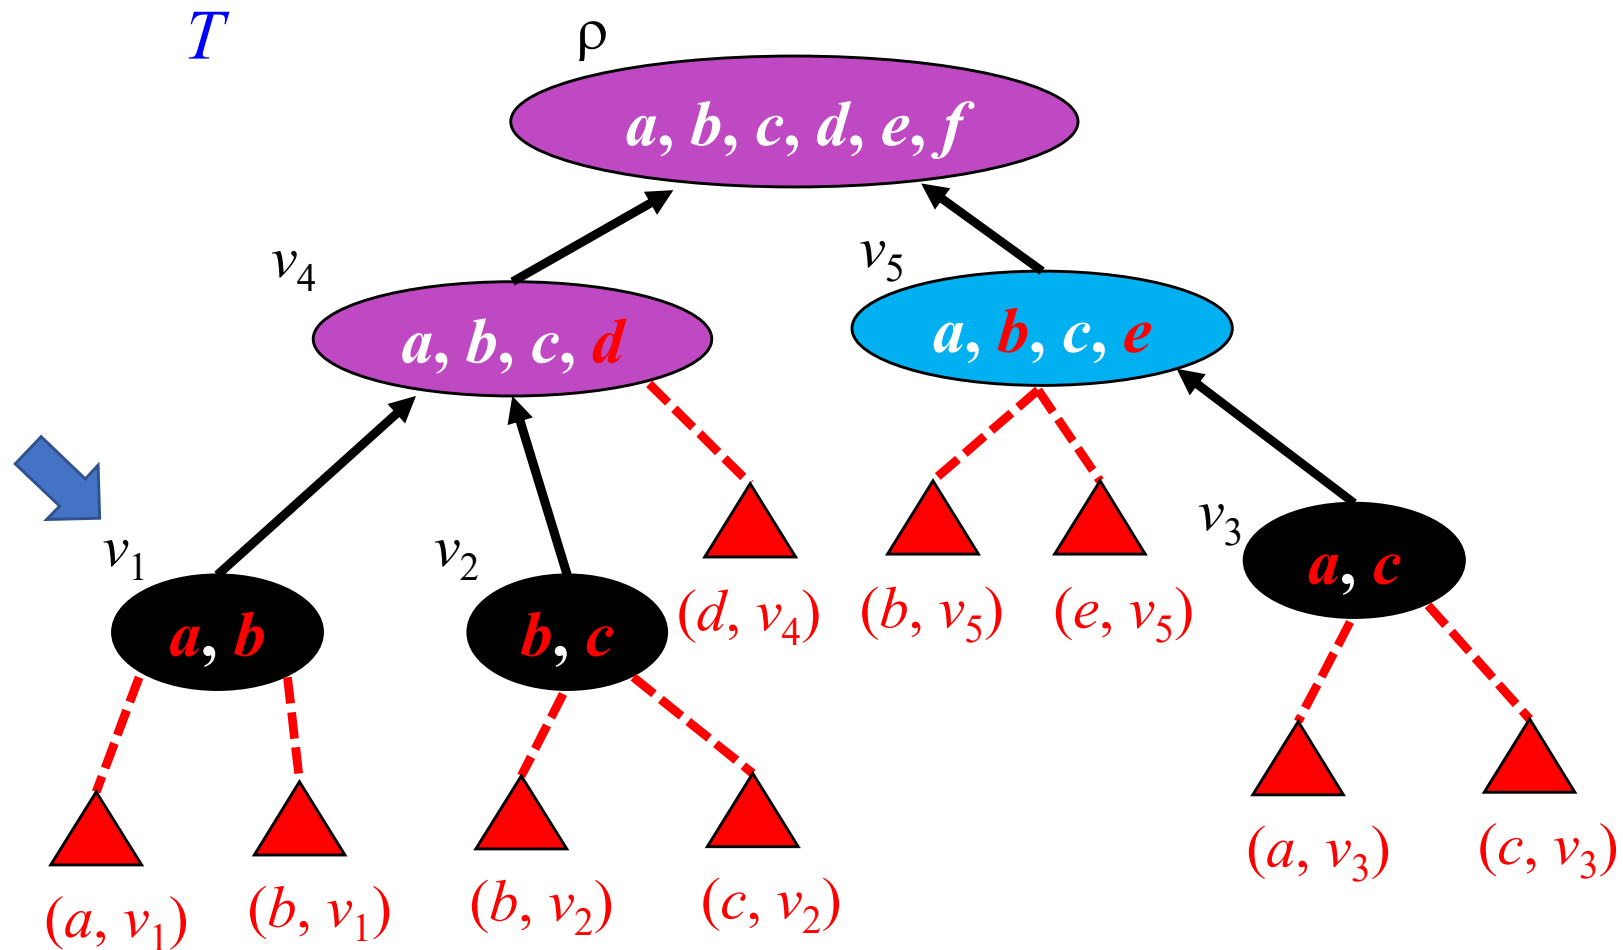 T
ρ
a, b, c, d, e, f
v₄
v₅
a, b, c, d
a, b, c, e
v₁
v₂
v₃
a, b
b, c
a, c
(d, v₄)
(b, v₅)
(e, v₅)
(a, v₁)
(b, v₁)
(b, v₂)
(c, v₂)
(a, v₃)
(c, v₃)